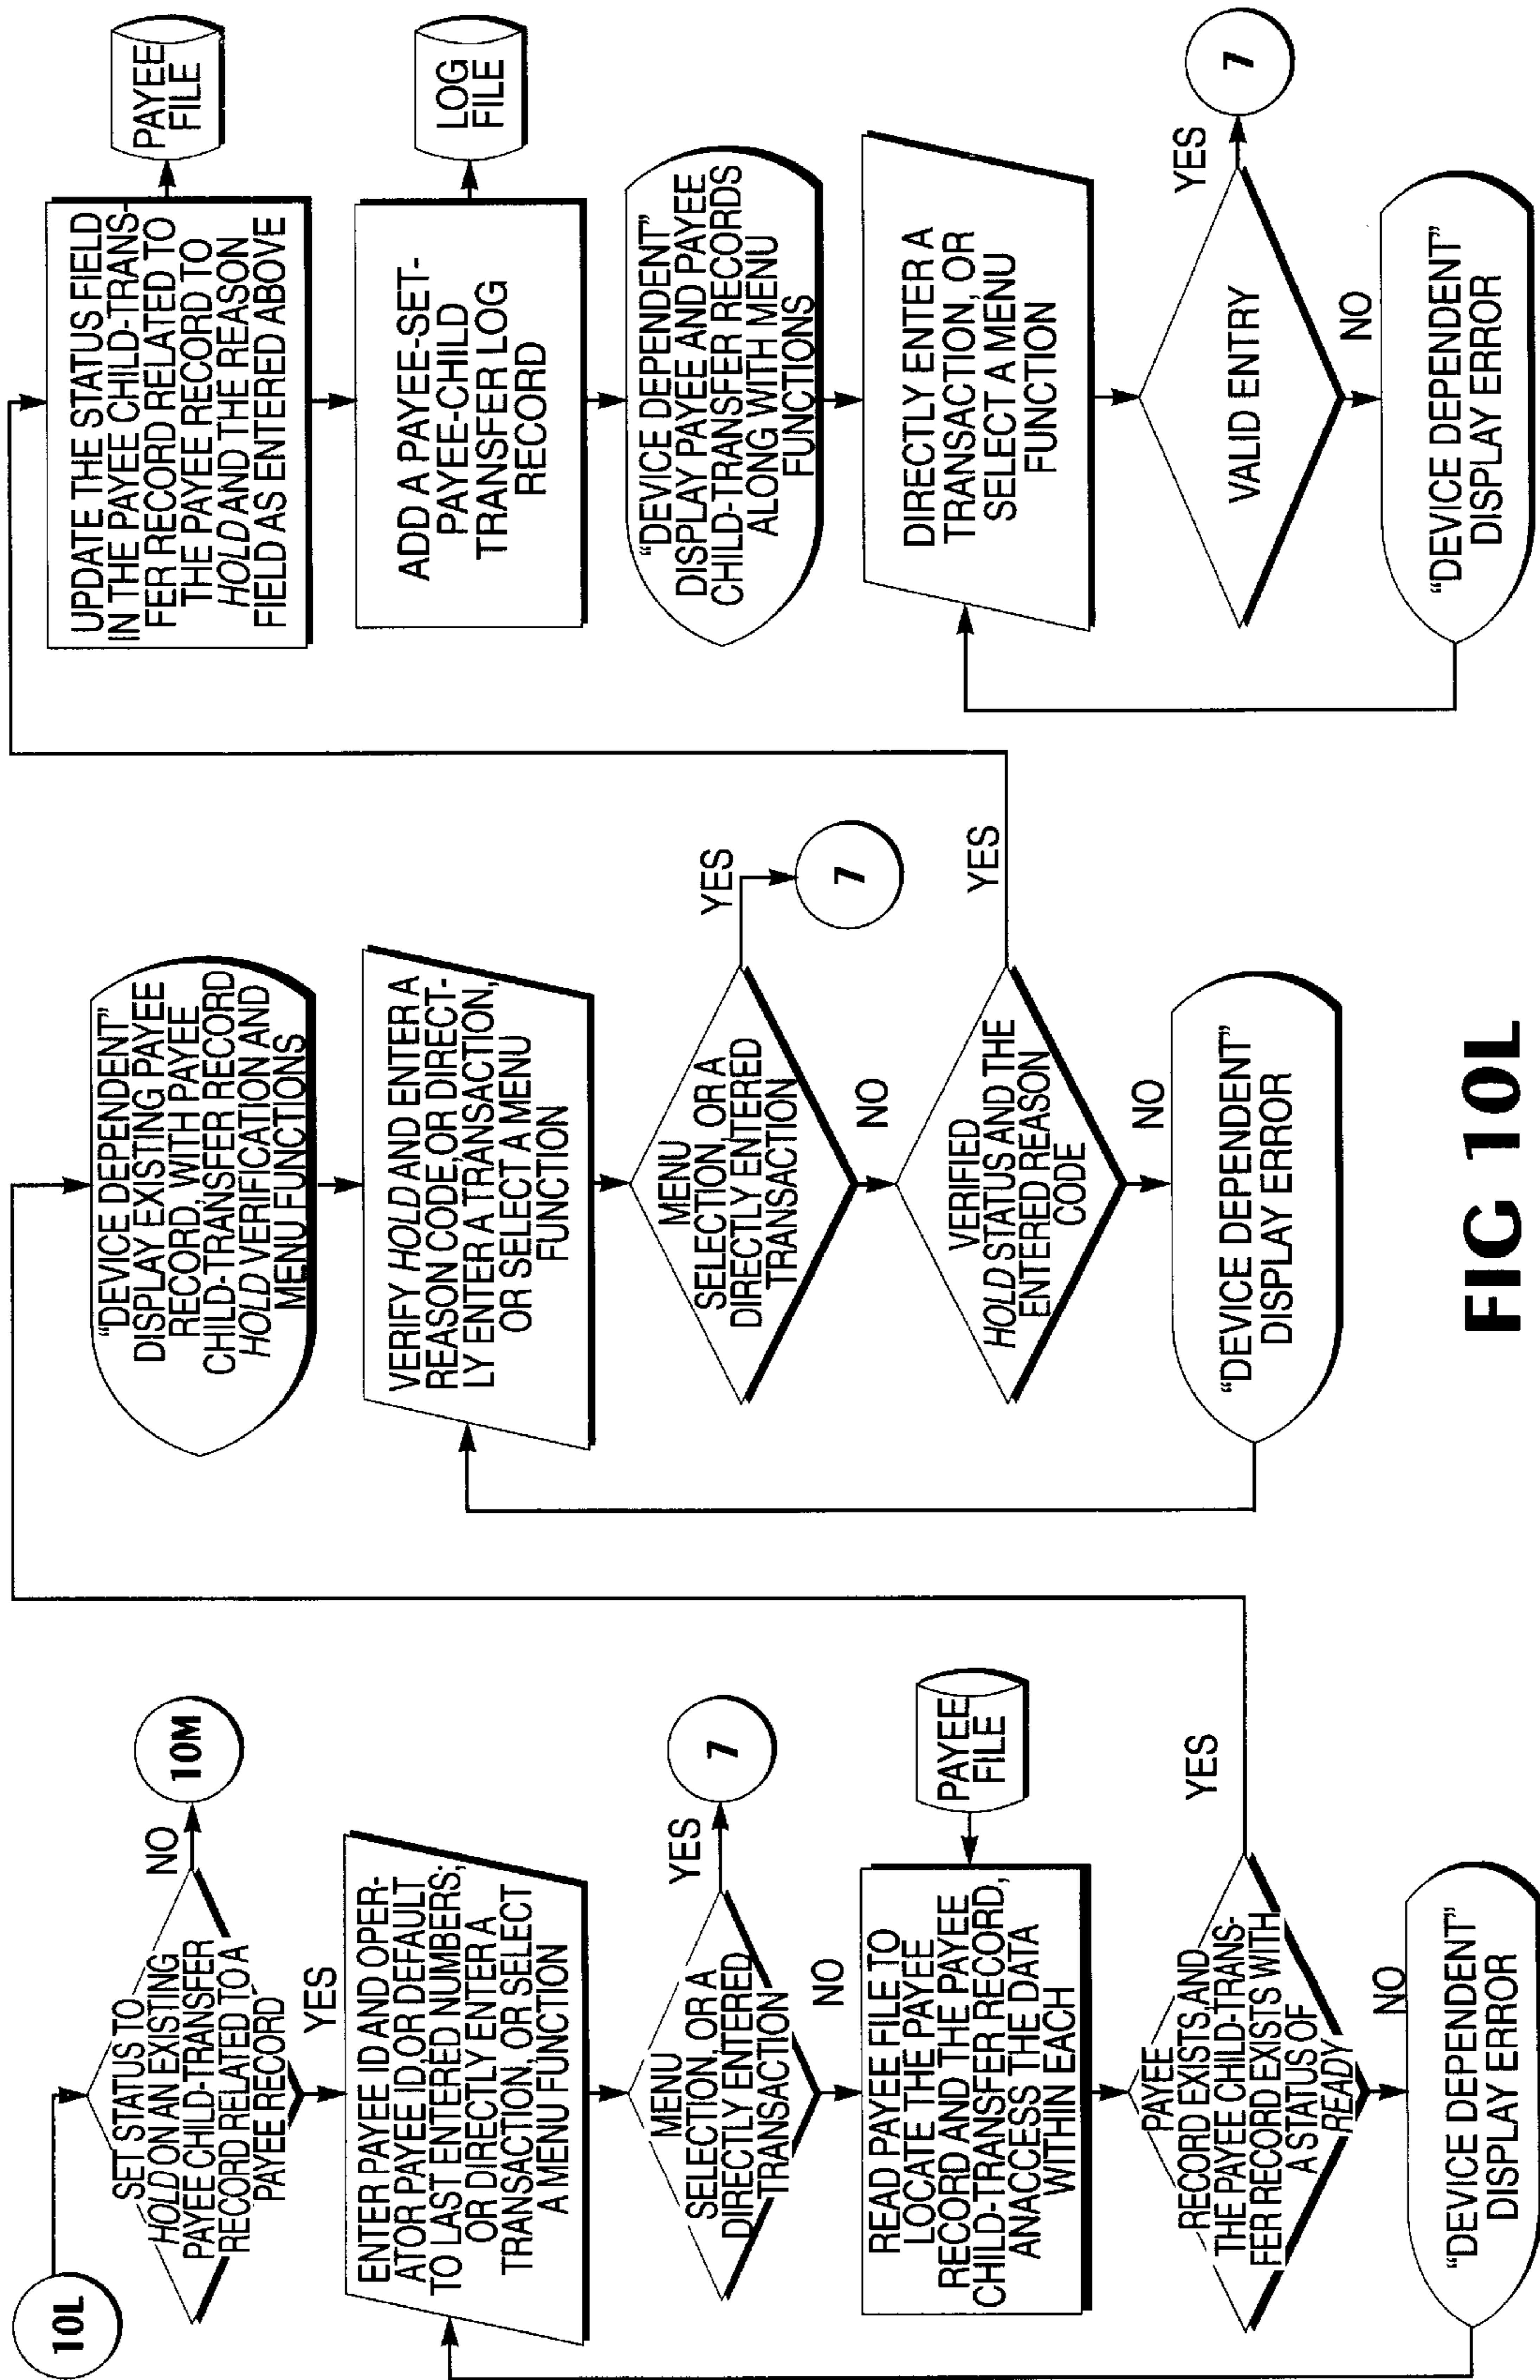 10L
SET STATUS TO
HOLD ON AN EXISTING
PAYEE CHILD-TRANSFER
RECORD RELATED TO A
PAYEE RECORD
NO
10M
YES
ENTER PAYEE ID AND OPER-
ATOR PAYEE ID OR DEFAULT
TO LAST ENTERED NUMBERS;
OR DIRECTLY ENTER A
TRANSACTION, OR SELECT
A MENU FUNCTION
MENU
SELECTION, OR A
DIRECTLY ENTERED
TRANSACTION
YES
7
NO
READ PAYEE FILE TO
LOCATE THE PAYEE
RECORD AND THE PAYEE
CHILD-TRANSFER RECORD,
ANACCESS THE DATA
WITHIN EACH
PAYEE
FILE
PAYEE
RECORD EXISTS AND
THE PAYEE CHILD-TRANS-
FER RECORD EXISTS WITH
A STATUS OF
READY
YES
NO
"DEVICE DEPENDENT"
DISPLAY ERROR
"DEVICE DEPENDENT"
DISPLAY EXISTING PAYEE
RECORD, WITH PAYEE
CHILD-TRANSFER RECORD
HOLD VERIFICATION AND
MENU FUNCTIONS
VERIFY HOLD AND ENTER A
REASON CODE, OR DIRECT-
LY ENTER A TRANSACTION,
OR SELECT A MENU
FUNCTION
MENU
SELECTION, OR A
DIRECTLY ENTERED
TRANSACTION
YES
7
NO
VERIFIED
HOLD STATUS AND THE
ENTERED REASON
CODE
YES
NO
"DEVICE DEPENDENT"
DISPLAY ERROR
UPDATE THE STATUS FIELD
IN THE PAYEE CHILD-TRANS-
FER RECORD RELATED TO
THE PAYEE RECORD TO
HOLD AND THE REASON
FIELD AS ENTERED ABOVE
PAYEE
FILE
ADD A PAYEE-SET-
PAYEE-CHILD
TRANSFER LOG
RECORD
LOG
FILE
"DEVICE DEPENDENT"
DISPLAY PAYEE AND PAYEE
CHILD-TRANSFER RECORDS
ALONG WITH MENU
FUNCTIONS
DIRECTLY ENTER A
TRANSACTION, OR
SELECT A MENU
FUNCTION
VALID ENTRY
YES
7
NO
"DEVICE DEPENDENT"
DISPLAY ERROR
FIG 10L